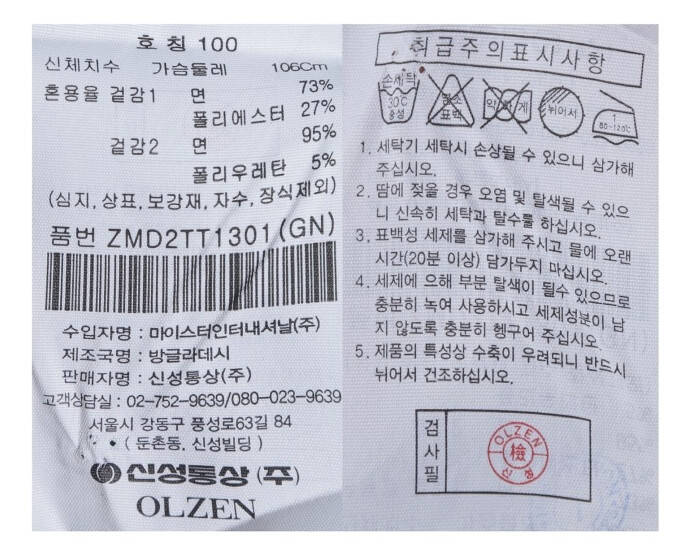 호 칭 100
신체치수 가슴둘레 106Cm
혼용율 겉감1 면 73%
폴리에스터 27%
겉감2 면 95%
폴리우레탄 5%
(심지, 상표, 보강재, 자수, 장식제외)
품번 ZMD2TT1301(GN)
수입자명 : 마이스터인터내셔날(주)
제조국명 : 방글라데시
판매자명 : 신성통상(주)
고객상담실 : 02-752-9639/080-023-9639
서울시 강동구 풍성로63길 84
( 둔촌동, 신성빌딩 )
신성통상 (주)
OLZEN
취급주의표시사항
손세탁
30℃
중성
염소
표백
약하게
뉘어서
1
80~120℃
1. 세탁기 세탁시 손상될 수 있으니 삼가해
주십시오.
2. 땀에 젖을 경우 오염 및 탈색될 수 있으
니 신속히 세탁과 탈수를 하십시오.
3. 표백성 세제를 삼가해 주시고 물에 오랜
시간(20분 이상) 담가두지 마십시오.
4. 세제에 의해 부분 탈색이 될수 있으므로
충분히 녹여 사용하시고 세제성분이 남
지 않도록 충분히 헹구어 주십시오.
5. 제품의 특성상 수축이 우려되니 반드시
뉘어서 건조하십시오.
검사필
OLZEN
檢
신성